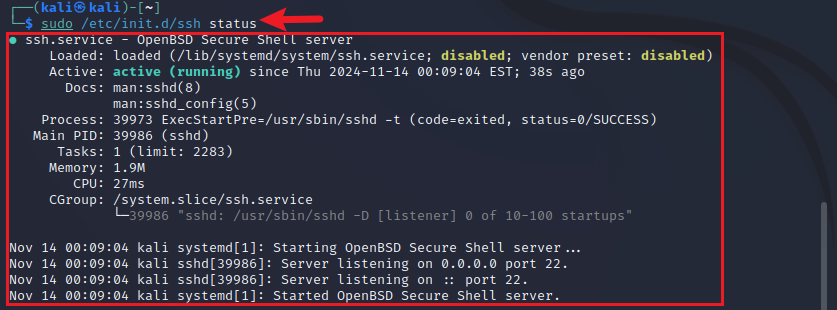 ┌──(kali㉿kali)-[~]
└─$ sudo /etc/init.d/ssh status
● ssh.service - OpenBSD Secure Shell server
Loaded: loaded (/lib/systemd/system/ssh.service; disabled; vendor preset: disabled)
Active: active (running) since Thu 2024-11-14 00:09:04 EST; 38s ago
Docs: man:sshd(8)
man:sshd_config(5)
Process: 39973 ExecStartPre=/usr/sbin/sshd -t (code=exited, status=0/SUCCESS)
Main PID: 39986 (sshd)
Tasks: 1 (limit: 2283)
Memory: 1.9M
CPU: 27ms
CGroup: /system.slice/ssh.service
└─39986 "sshd: /usr/sbin/sshd -D [listener] 0 of 10-100 startups"
Nov 14 00:09:04 kali systemd[1]: Starting OpenBSD Secure Shell server...
Nov 14 00:09:04 kali sshd[39986]: Server listening on 0.0.0.0 port 22.
Nov 14 00:09:04 kali sshd[39986]: Server listening on :: port 22.
Nov 14 00:09:04 kali systemd[1]: Started OpenBSD Secure Shell server.